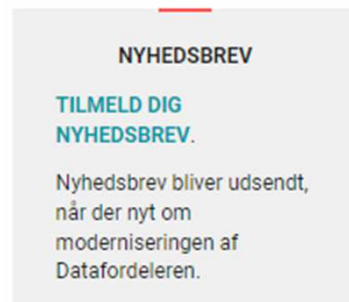 NYHEDSBREV
TILMELD DIG
NYHEDSBREV.
Nyhedsbrev bliver udsendt,
når der nyt om
moderniseringen af
Datafordeleren.